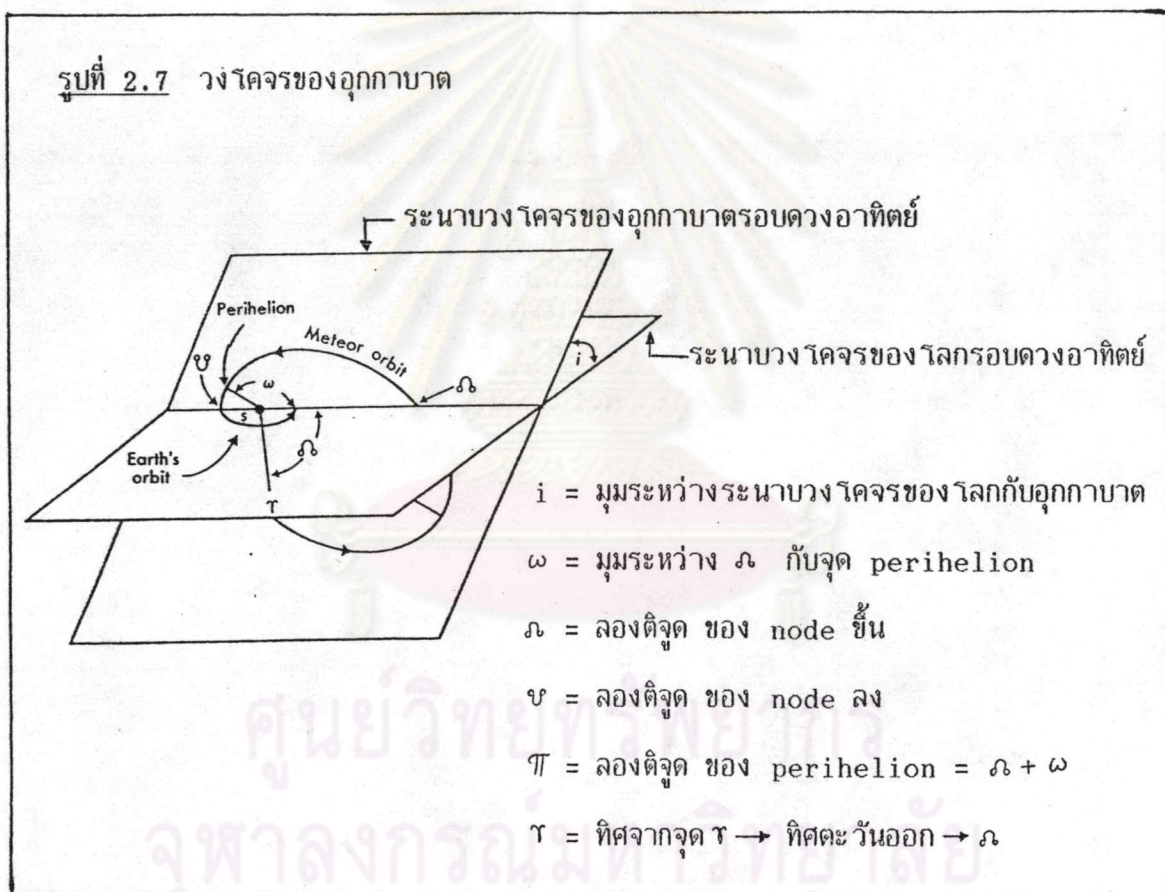 รูปที่ 2.7 วงโคจรของอุกกาบาต
ระนาบวงโคจรของอุกกาบาตรอบดวงอาทิตย์
Perihelion
Meteor orbit
i
ระนาบวงโคจรของโลกรอบดวงอาทิตย์
☋
ω
☊
s
☊
Earth's
orbit
ϒ
i = มุมระหว่างระนาบวงโคจรของโลกกับอุกกาบาต
ω = มุมระหว่าง ☊ กับจุด perihelion
☊ = ลองติจูด ของ node ขึ้น
☋ = ลองติจูด ของ node ลง
π = ลองติจูด ของ perihelion = ☊ + ω
ϒ = ทิศจากจุด ϒ → ทิศตะวันออก → ☊
ศูนย์วิทยทรัพยากร
จุฬาลงกรณ์มหาวิทยาลัย